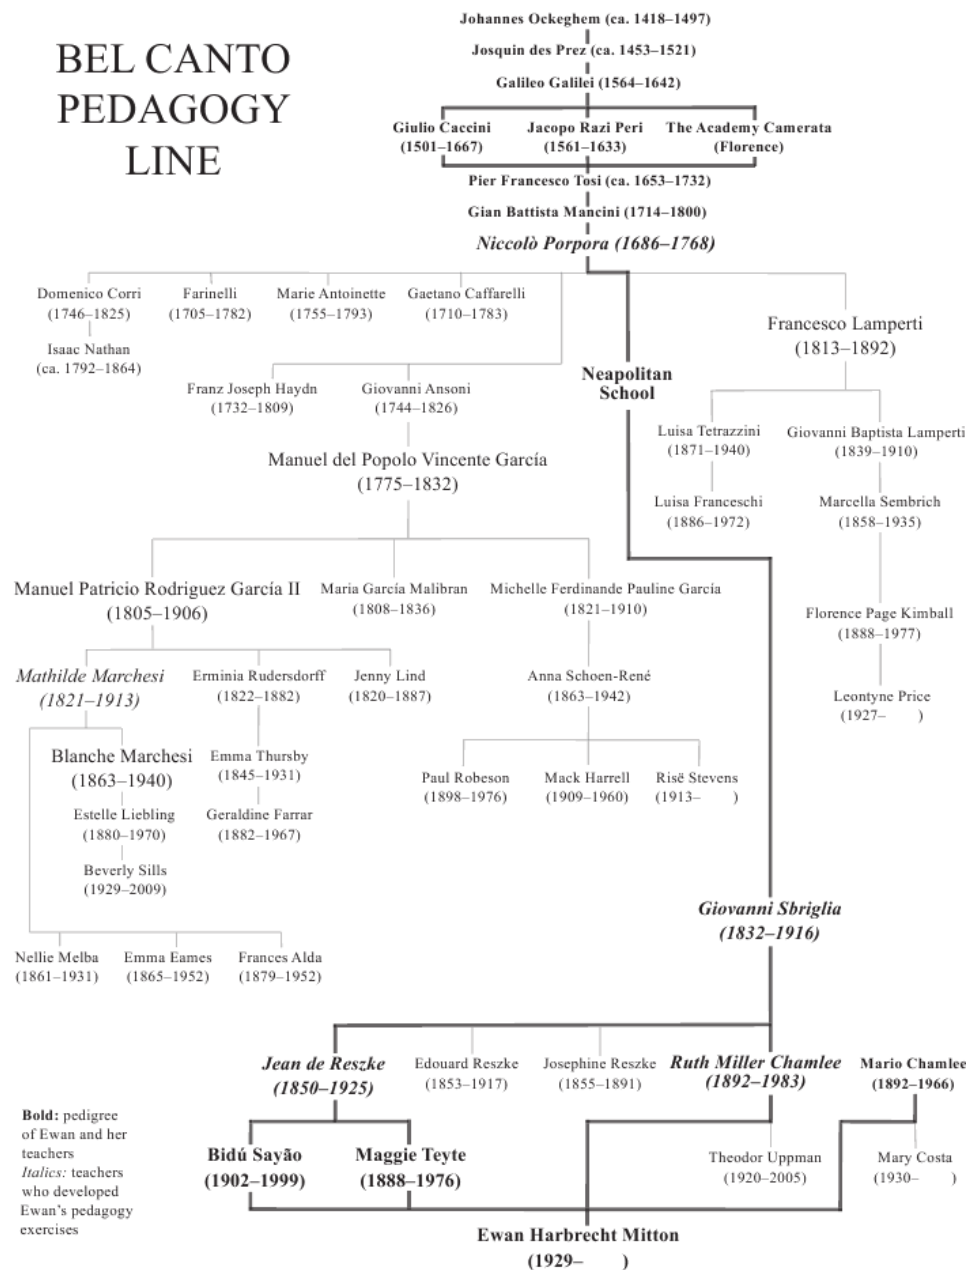 BEL CANTO
PEDAGOGY
LINE
Johannes Ockeghem (ca. 1418–1497)
Josquin des Prez (ca. 1453–1521)
Galileo Galilei (1564–1642)
Giulio Caccini
(1501–1667)
Jacopo Razi Peri
(1561–1633)
The Academy Camerata
(Florence)
Pier Francesco Tosi (ca. 1653–1732)
Gian Battista Mancini (1714–1800)
Niccolò Porpora (1686–1768)
Domenico Corri
(1746–1825)
Farinelli
(1705–1782)
Marie Antoinette
(1755–1793)
Gaetano Caffarelli
(1710–1783)
Isaac Nathan
(ca. 1792–1864)
Francesco Lamperti
(1813–1892)
Neapolitan
School
Franz Joseph Haydn
(1732–1809)
Giovanni Ansoni
(1744–1826)
Luisa Tetrazzini
(1871–1940)
Giovanni Baptista Lamperti
(1839–1910)
Manuel del Popolo Vincente García
(1775–1832)
Luisa Franceschi
(1886–1972)
Marcella Sembrich
(1858–1935)
Manuel Patricio Rodriguez García II
(1805–1906)
Maria García Malibran
(1808–1836)
Michelle Ferdinande Pauline García
(1821–1910)
Florence Page Kimball
(1888–1977)
Mathilde Marchesi
(1821–1913)
Erminia Rudersdorff
(1822–1882)
Jenny Lind
(1820–1887)
Anna Schoen-René
(1863–1942)
Leontyne Price
(1927– )
Blanche Marchesi
(1863–1940)
Emma Thursby
(1845–1931)
Paul Robeson
(1898–1976)
Mack Harrell
(1909–1960)
Risë Stevens
(1913– )
Estelle Liebling
(1880–1970)
Geraldine Farrar
(1882–1967)
Beverly Sills
(1929–2009)
Giovanni Sbriglia
(1832–1916)
Nellie Melba
(1861–1931)
Emma Eames
(1865–1952)
Frances Alda
(1879–1952)
Jean de Reszke
(1850–1925)
Edouard Reszke
(1853–1917)
Josephine Reszke
(1855–1891)
Ruth Miller Chamlee
(1892–1983)
Mario Chamlee
(1892–1966)
Bold: pedigree
of Ewan and her
teachers
Italics: teachers
who developed
Ewan's pedagogy
exercises
Bidú Sayão
(1902–1999)
Maggie Teyte
(1888–1976)
Theodor Uppman
(1920–2005)
Mary Costa
(1930– )
Ewan Harbrecht Mitton
(1929– )